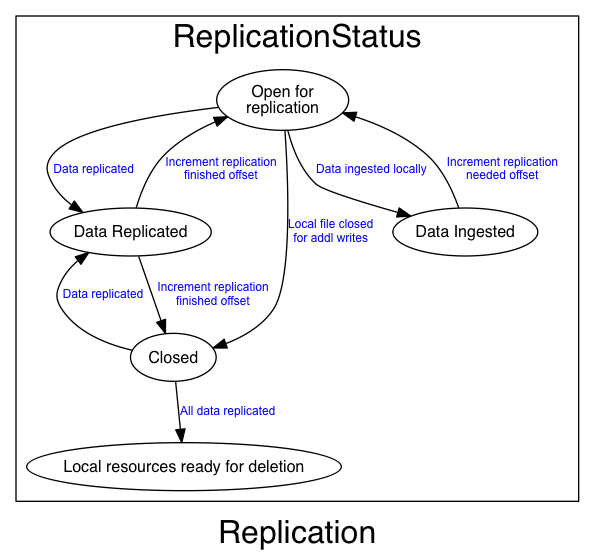 ReplicationStatus
Open for
replication
Data replicated
Increment replication
finished offset
Data ingested locally
Increment replication
needed offset
Local file closed
for addl writes
Data Replicated
Data Ingested
Data replicated
Increment replication
finished offset
Closed
All data replicated
Local resources ready for deletion
Replication